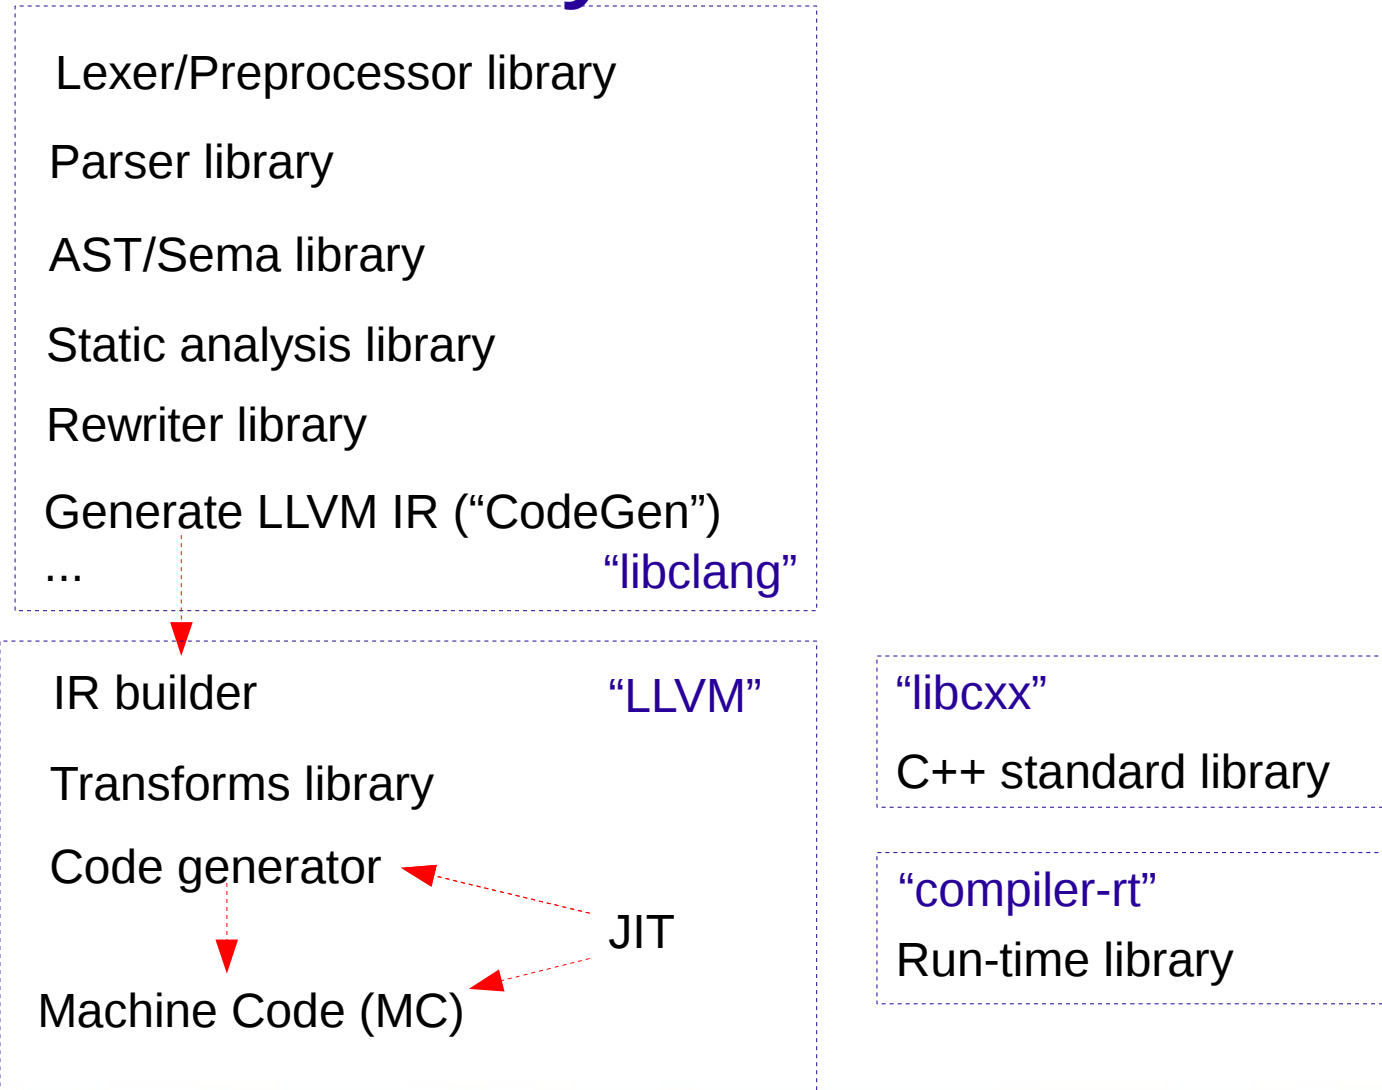 Lexer/Preprocessor library
Parser library
AST/Sema library
Static analysis library
Rewriter library
Generate LLVM IR (“CodeGen”)
...
“libclang”
IR builder
“LLVM”
Transforms library
Code generator
JIT
Machine Code (MC)
“libcxx”
C++ standard library
“compiler-rt”
Run-time library